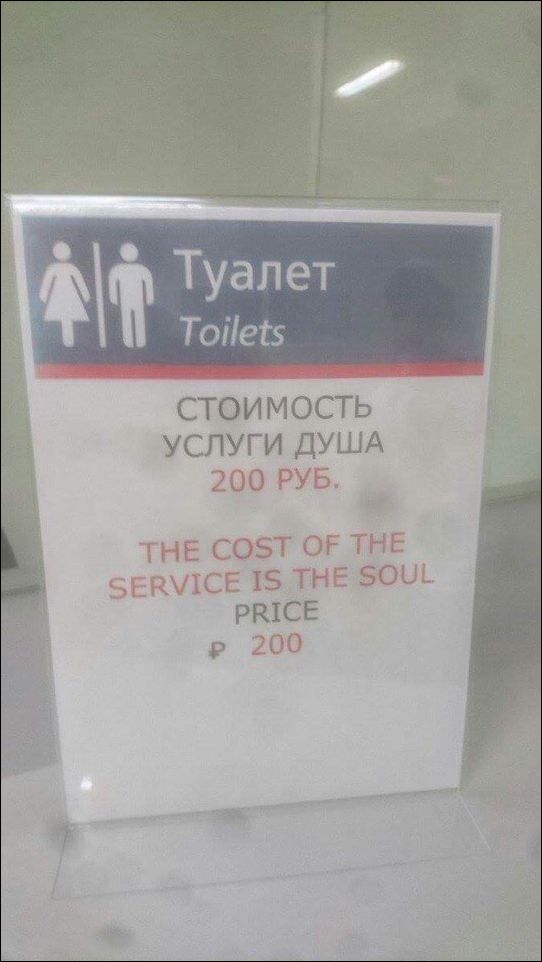 Туалет
Toilets
СТОИМОСТЬ
УСЛУГИ ДУША
200 РУБ.
THE COST OF THE
SERVICE IS THE SOUL
PRICE
₽ 200